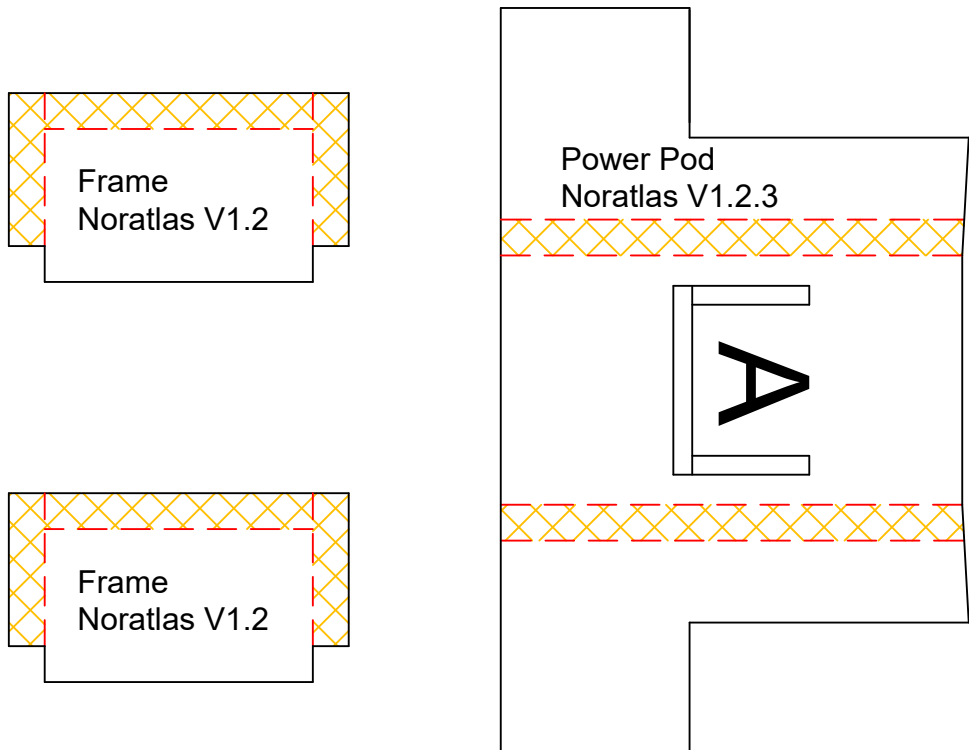 Frame
Noratlas V1.2
Power Pod
Noratlas V1.2.3
A
Frame
Noratlas V1.2